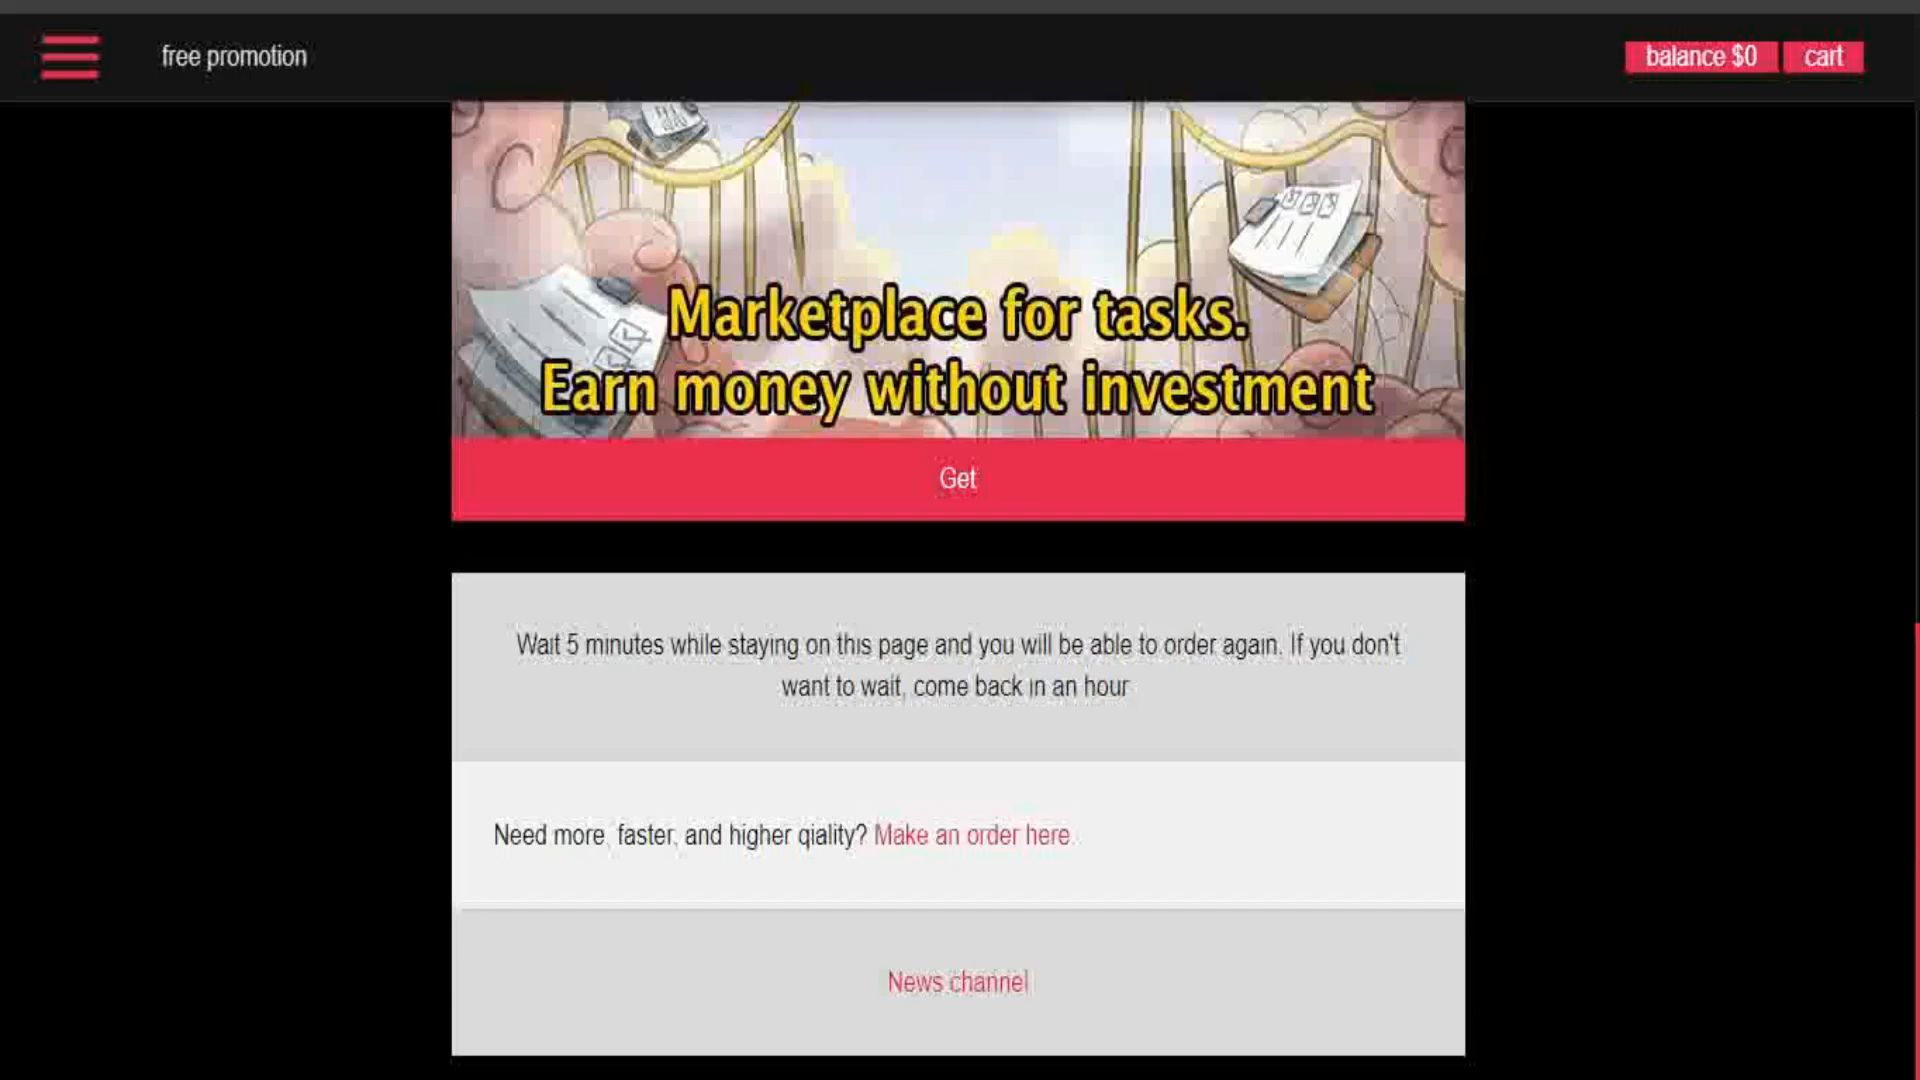 free promotion
balance $0
cart
Marketplace for tasks.
Earn money without investment
Get
Wait 5 minutes while staying on this page and you will be able to order again. If you don't
want to wait, come back in an hour
Need more, faster, and higher qiality? Make an order here.
News channel